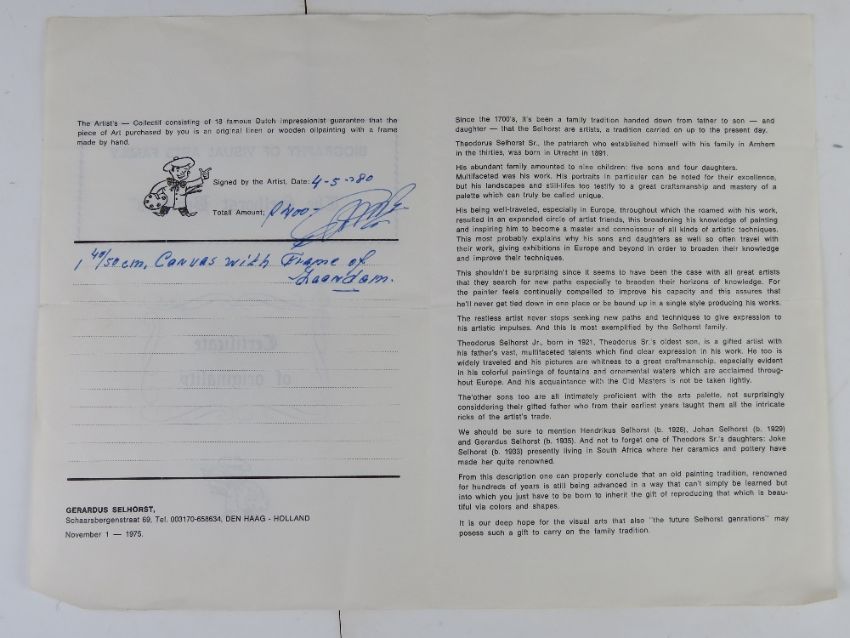 The Artist's — Collectif consisting of 18 famous Dutch impressionist guarantee that the
piece of Art purchased by you is an original linen or wooden oilpainting with a frame
made by hand.
Signed by the Artist, Date: 4-5-80
Totall Amount:
1 40/50 cm. Canvas with Frame of
Zaandam.
GERARDUS SELHORST,
Schaarsbergenstraat 69, Tel. 003170-658634, DEN HAAG - HOLLAND
November 1 — 1975.
Since the 1700's, it's been a family tradition handed down from father to son — and
daughter — that the Selhorst are artists, a tradition carried on up to the present day.
Theodorus Selhorst Sr., the patriarch who established himself with his family in Arnhem
in the thirties, was born in Utrecht in 1891.
His abundant family amounted to nine children: five sons and four daughters.
Multifaceted was his work. His portraits in particular can be noted for their excellence,
but his landscapes and still-lifes too testify to a great craftsmanship and mastery of a
palette which can truly be called unique.
His being well-traveled, especially in Europe, throughout which the roamed with his work,
resulted in an expanded circle of artist friends, this broadening his knowledge of painting
and inspiring him to become a master and connoisseur of all kinds of artistic techniques.
This most probably explains why his sons and daughters as well so often travel with
their work, giving exhibitions in Europe and beyond in order to broaden their knowledge
and improve their techniques.
This shouldn't be surprising since it seems to have been the case with all great artists
that they search for new paths especially to broaden their horizons of knowledge. For
the painter feels continually compelled to improve his capacity and this assures that
he'll never get tied down in one place or be bound up in a single style producing his works.
The restless artist never stops seeking new paths and techniques to give expression to
his artistic impulses. And this is most exemplified by the Selhorst family.
Theodorus Selhorst Jr., born in 1921, Theodorus Sr.'s oldest son, is a gifted artist with
his father's vast, multifaceted talents which find clear expression in his work. He too is
widely traveled and his pictures are whitness to a great craftsmanship, especially evident
in his colorful paintings of fountains and ornemental waters which are acclaimed throug-
hout Europe. And his acquaintance with the Old Masters is not be taken lightly.
The'other sons too are all intimately proficient with the arts palette, not surprisingly
considdering their gifted father who from their earliest years taught them all the intricate
ricks of the artist's trade.
We should be sure to mention Hendrikus Selhorst (b. 1926), Johan Selhorst (b. 1929)
and Gerardus Selhorst (b. 1935). And not to forget one of Theodors Sr.'s daughters: Joke
Selhorst (b. 1933) presently living in South Africa where her caramics and pottery have
made her quite renowned.
From this description one can properly conclude that an old painting tradition, renowned
for hundreds of years is still being advanced in a way that can't simply be learned but
into which you just have to be born to inherit the gift of reproducing that which is beau-
tiful via colors and shapes.
It is our deep hope for the visual arts that also "the future Selhorst genrations" may
posess such a gift to carry on the family tradition.